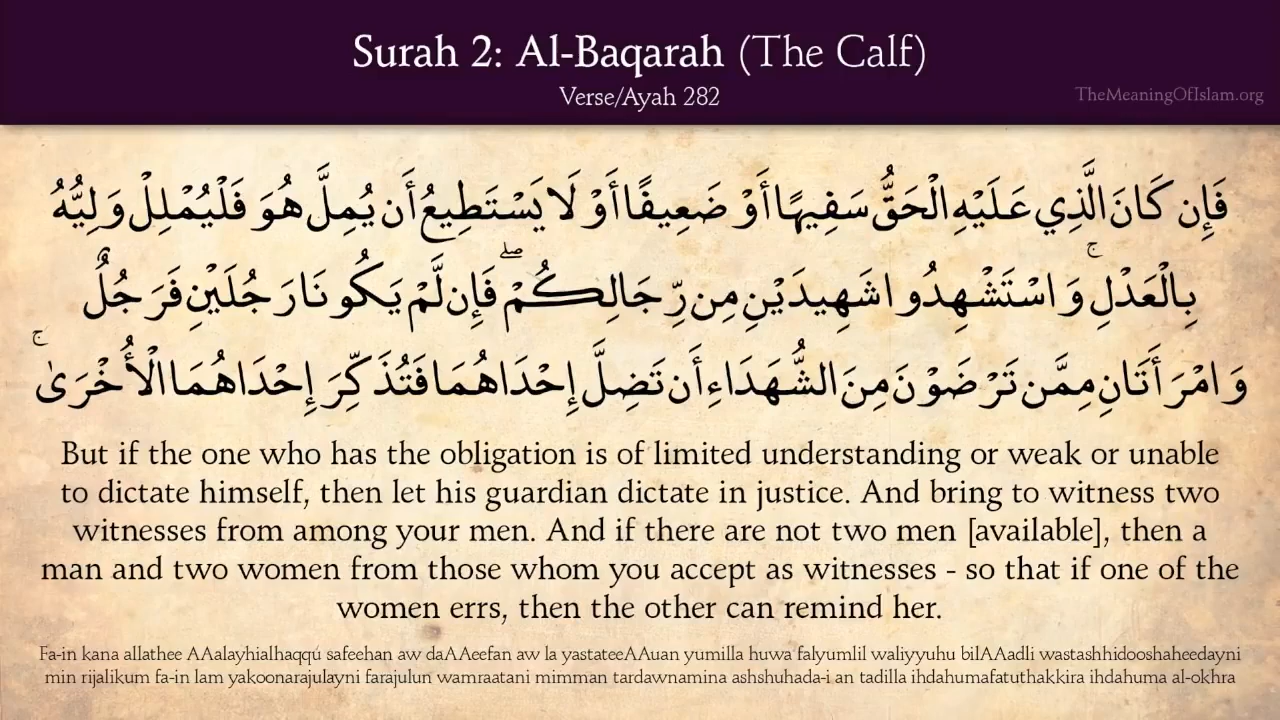 Surah 2: Al-Baqarah (The Calf)
Verse/Ayah 282
TheMeaningOfIslam.org
فَإِن كَانَ الَّذِي عَلَيْهِ الْحَقُّ سَفِيهًا أَوْ ضَعِيفًا أَوْ لَا يَسْتَطِيعُ أَن يُمِلَّ هُوَ فَلْيُمْلِلْ وَلِيُّهُ
بِالْعَدْلِ ۚ وَاسْتَشْهِدُوا شَهِيدَيْنِ مِن رِّجَالِكُمْ ۖ فَإِن لَّمْ يَكُونَا رَجُلَيْنِ فَرَجُلٌ
وَامْرَأَتَانِ مِمَّن تَرْضَوْنَ مِنَ الشُّهَدَاءِ أَن تَضِلَّ إِحْدَاهُمَا فَتُذَكِّرَ إِحْدَاهُمَا الْأُخْرَىٰ ۚ
But if the one who has the obligation is of limited understanding or weak or unable
to dictate himself, then let his guardian dictate in justice. And bring to witness two
witnesses from among your men. And if there are not two men [available], then a
man and two women from those whom you accept as witnesses - so that if one of the
women errs, then the other can remind her.
Fa-in kana allathee AAalayhialhaqqu safeehan aw daAAeefan aw la yastateeAAuan yumilla huwa falyumlil waliyyuhu bilAAadli wastashhidooshaheedayni
min rijalikum fa-in lam yakoonarajulayni farajulun wamraatani mimman tardawnamina ashshuhada-i an tadilla ihdahumafatuthakkira ihdahuma al-okhra